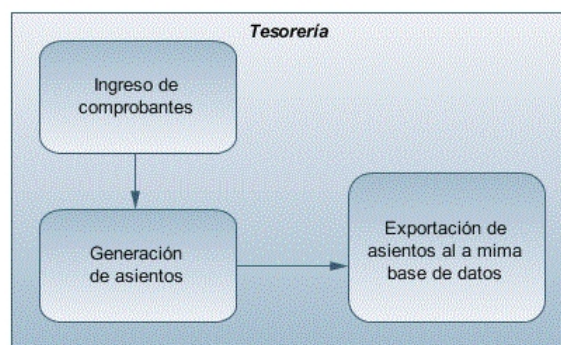 Tesorería
Ingreso de
comprobantes
Generación
de asientos
Exportación de
asientos al a mima
base de datos